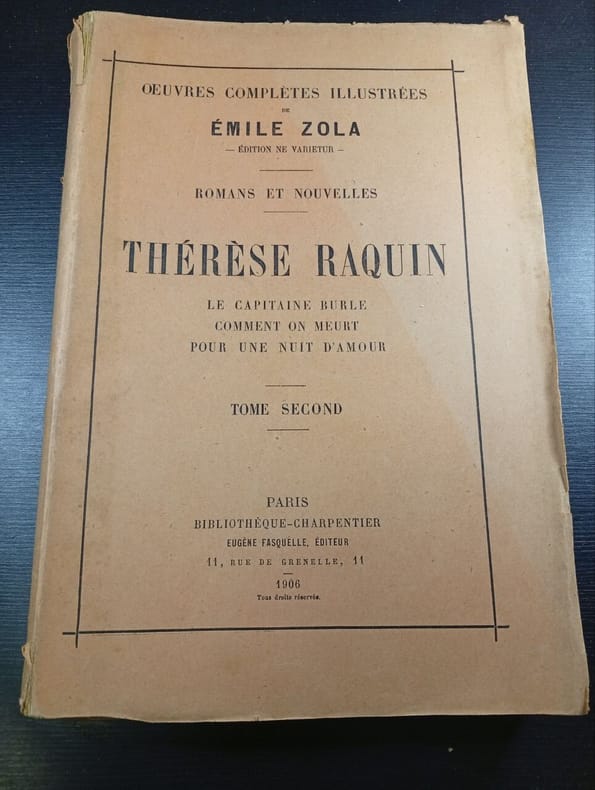 OEUVRES COMPLÈTES ILLUSTRÉES
DE
ÉMILE ZOLA
— ÉDITION NE VARIETUR —
ROMANS ET NOUVELLES
THÉRÈSE RAQUIN
LE CAPITAINE BURLE
COMMENT ON MEURT
POUR UNE NUIT D'AMOUR
TOME SECOND
PARIS
BIBLIOTHÈQUE-CHARPENTIER
EUGÈNE FASQUELLE, ÉDITEUR
11, RUE DE GRENELLE, 11
1906
Tous droits réservés.